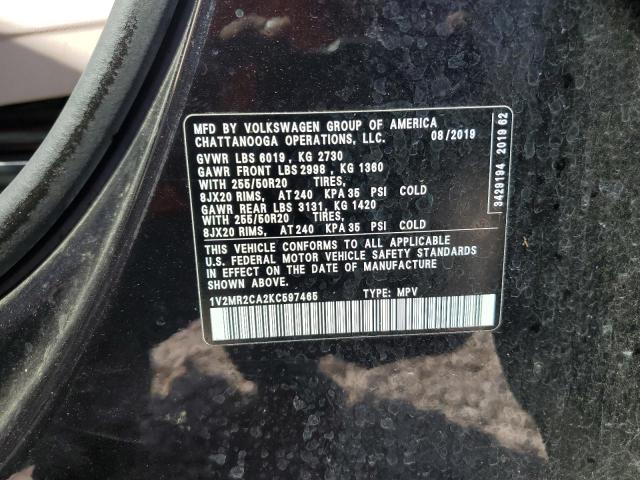 MFD BY VOLKSWAGEN GROUP OF AMERICA
CHATTANOOGA OPERATIONS, LLC. 08/2019
GVWR LBS 6019, KG 2730
GAWR FRONT LBS 2998, KG 1360
WITH 255/50R20 TIRES,
8JX20 RIMS, AT 240 KPA 35 PSI COLD
GAWR REAR LBS 3131, KG 1420
WITH 255/50R20 TIRES,
8JX20 RIMS, AT 240 KPA 35 PSI COLD
THIS VEHICLE CONFORMS TO ALL APPLICABLE
U.S. FEDERAL MOTOR VEHICLE SAFETY STANDARDS
IN EFFECT ON THE DATE OF MANUFACTURE
SHOWN ABOVE.
1V2MR2CA2KC597465 TYPE: MPV
3429194 2019 62